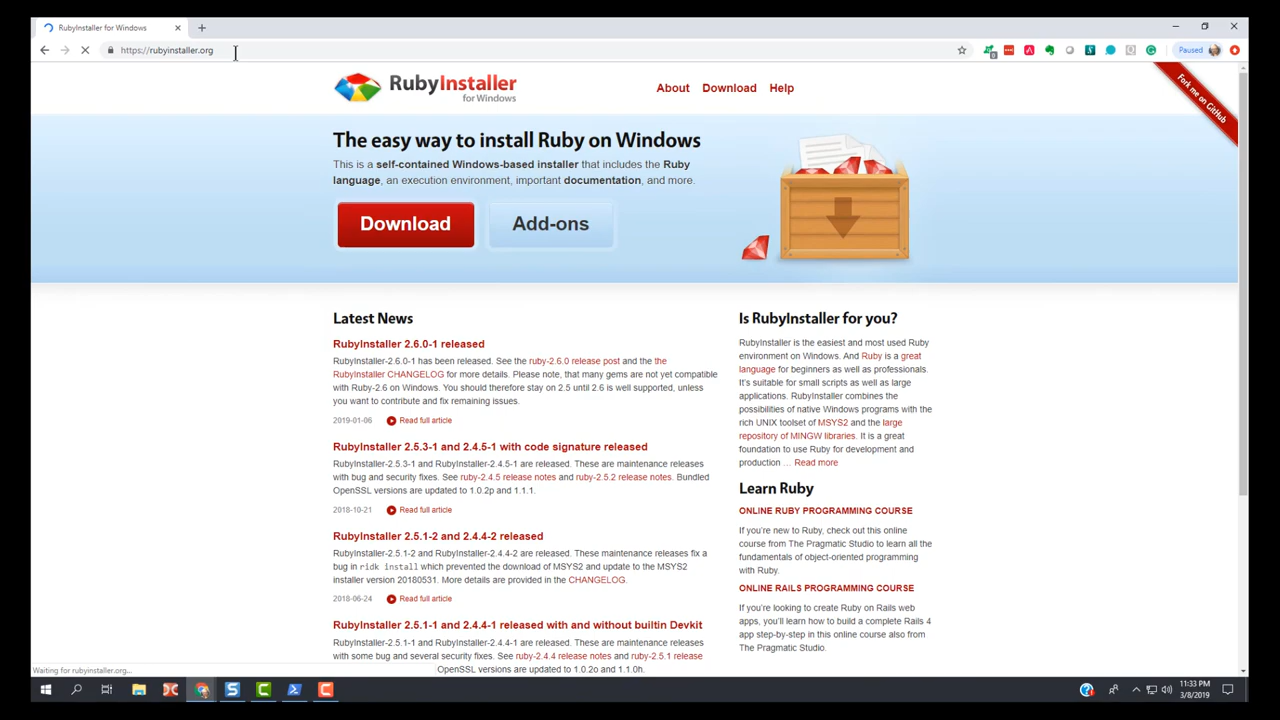 RubyInstaller for Windows
https://rubyinstaller.org
Paused
RubyInstaller
for Windows
About Download Help
Fork me on GitHub
The easy way to install Ruby on Windows
This is a self-contained Windows-based installer that includes the Ruby
language, an execution environment, important documentation, and more.
Download Add-ons
Latest News
RubyInstaller 2.6.0-1 released
RubyInstaller-2.6.0-1 has been released. See the ruby-2.6.0 release post and the the
RubyInstaller CHANGELOG for more details. Please note, that many gems are not yet compatible
with Ruby-2.6 on Windows. You should therefore stay on 2.5 until 2.6 is well supported, unless
you want to contribute and fix remaining issues.
2019-01-06 Read full article
RubyInstaller 2.5.3-1 and 2.4.5-1 with code signature released
RubyInstaller-2.5.3-1 and RubyInstaller-2.4.5-1 are released. These are maintenance releases
with bug and security fixes. See ruby-2.4.5 release notes and ruby-2.5.2 release notes. Bundled
OpenSSL versions are updated to 1.0.2p and 1.1.1.
2018-10-21 Read full article
RubyInstaller 2.5.1-2 and 2.4.4-2 released
RubyInstaller-2.5.1-2 and RubyInstaller-2.4.4-2 are released. These maintenance releases fix a
bug in ridk install which prevented the download of MSYS2 and update to the MSYS2
installer version 20180531. More details are provided in the CHANGELOG.
2018-06-24 Read full article
RubyInstaller 2.5.1-1 and 2.4.4-1 released with and without builtin Devkit
RubyInstaller-2.5.1-1 and RubyInstaller-2.4.4-1 are released. These are maintenance releases
with some bug and several security fixes. See ruby-2.4.4 release notes and ruby-2.5.1 release
OpenSSL versions are updated to 1.0.2o and 1.1.0h.
Is RubyInstaller for you?
RubyInstaller is the easiest and most used Ruby
environment on Windows. And Ruby is a great
language for beginners as well as professionals.
It's suitable for small scripts as well as large
applications. RubyInstaller combines the
possibilities of native Windows programs with the
rich UNIX toolset of MSYS2 and the large
repository of MINGW libraries. It is a great
foundation to use Ruby for development and
production … Read more
Learn Ruby
ONLINE RUBY PROGRAMMING COURSE
If you're new to Ruby, check out this online
course from The Pragmatic Studio to learn all the
fundamentals of object-oriented programming
with Ruby.
ONLINE RAILS PROGRAMMING COURSE
If you're looking to create Ruby on Rails web
apps, you'll learn how to build a complete Rails 4
app step-by-step in this online course also from
The Pragmatic Studio.
Waiting for rubyinstaller.org...
11:33 PM
3/8/2019